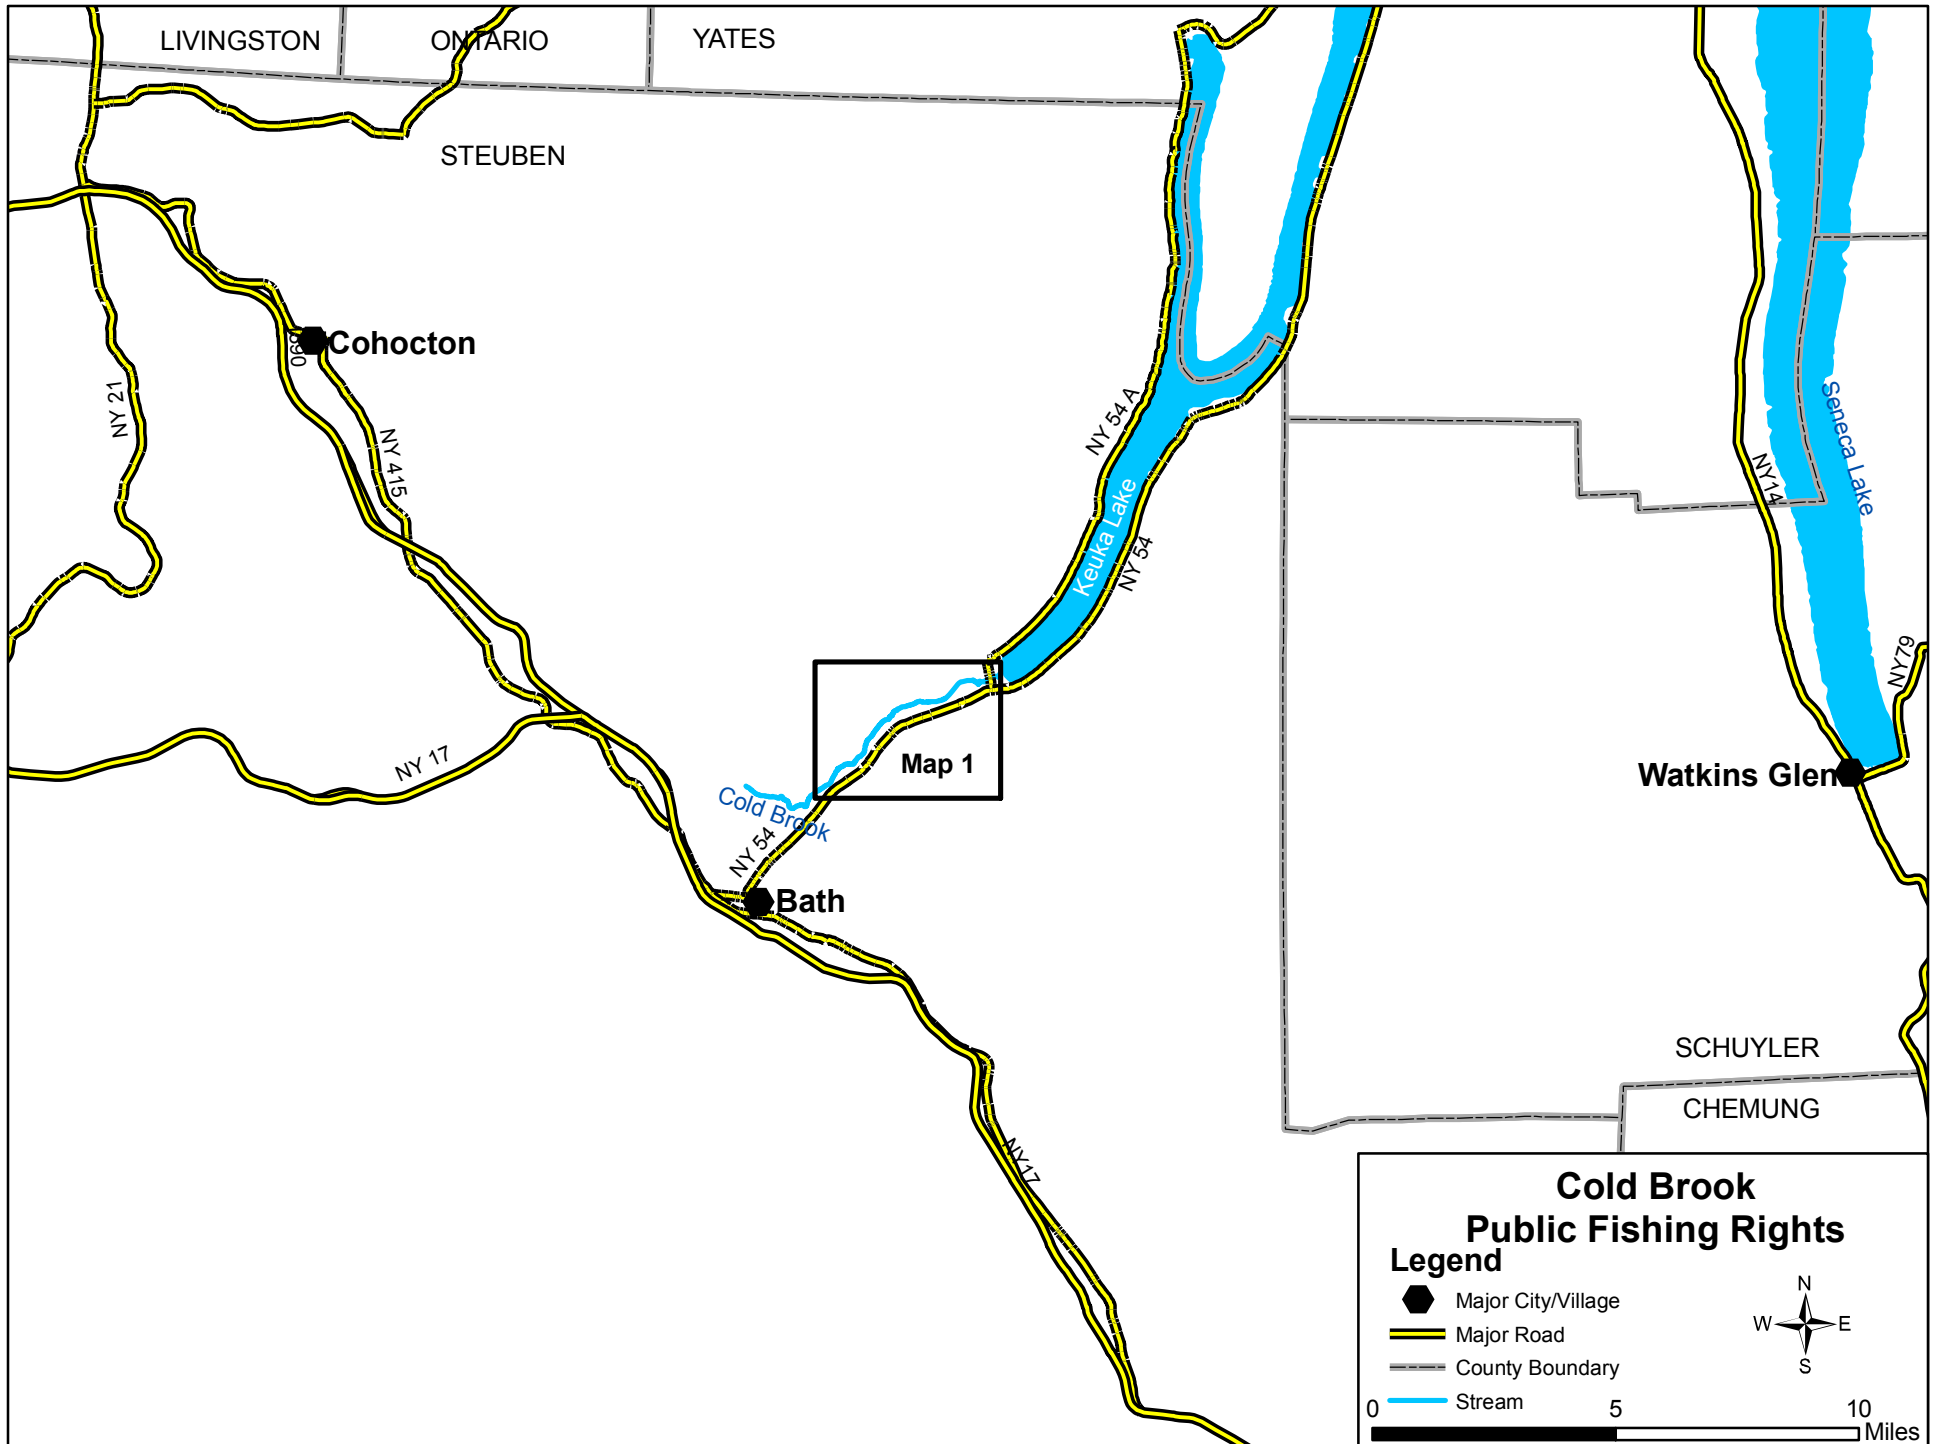 LIVINGSTON
ONTARIO
YATES
STEUBEN
Cohocton
0690
NY 21
NY 415
NY 54 A
Keuka Lake
NY 54
Seneca Lake
NY14
NY79
NY 17
Map 1
Cold Brook
NY 54
Watkins Glen
Bath
SCHUYLER
CHEMUNG
NY17
Cold Brook
Public Fishing Rights
Legend
Major City/Village
Major Road
County Boundary
Stream
N
W E
S
0 5 10
Miles